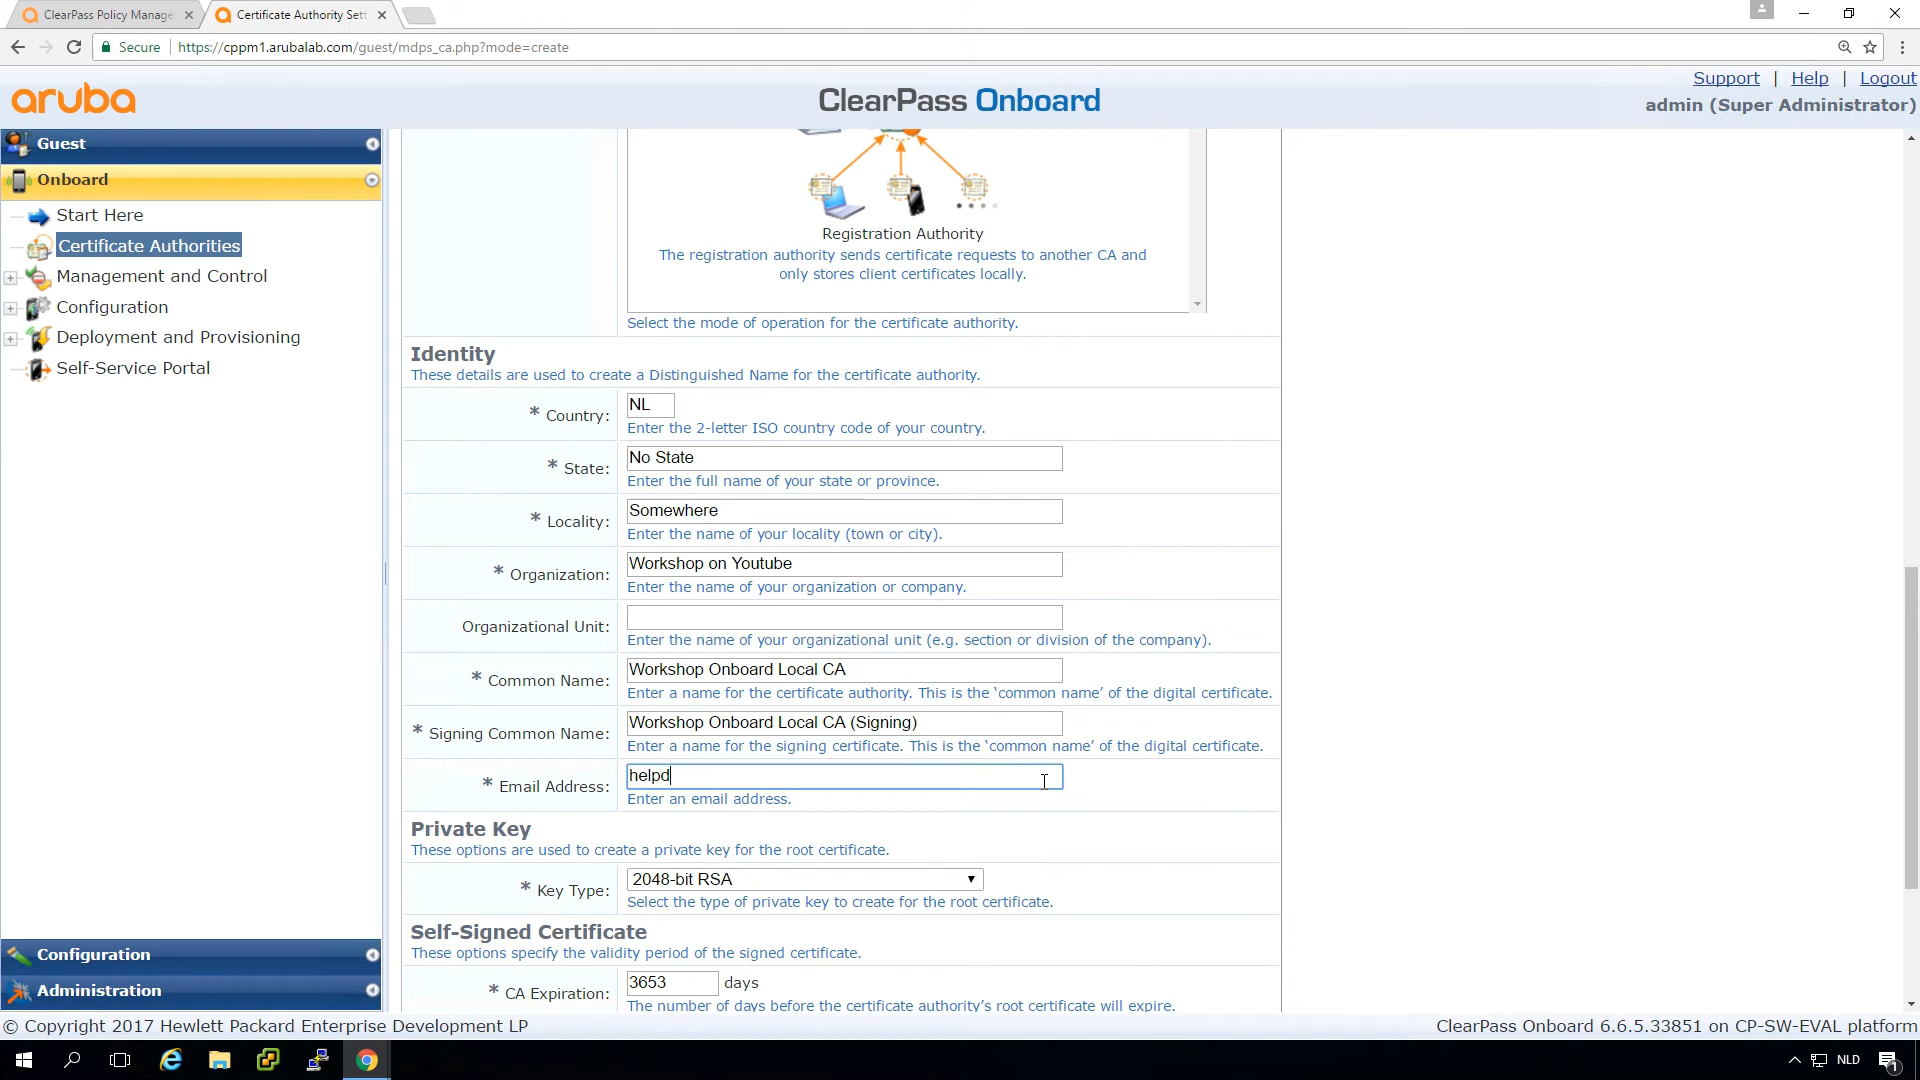 ClearPass Policy Manage
Certificate Authority Sett
Secure
https://cppm1.arubalab.com/guest/mdps_ca.php?mode=create
aruba
ClearPass Onboard
Support | Help | Logout
admin (Super Administrator)
Guest
Onboard
Start Here
Certificate Authorities
Management and Control
Configuration
Deployment and Provisioning
Self-Service Portal
Configuration
Administration
Registration Authority
The registration authority sends certificate requests to another CA and
only stores client certificates locally.
Select the mode of operation for the certificate authority.
Identity
These details are used to create a Distinguished Name for the certificate authority.
* Country: NL
Enter the 2-letter ISO country code of your country.
* State: No State
Enter the full name of your state or province.
* Locality: Somewhere
Enter the name of your locality (town or city).
* Organization: Workshop on Youtube
Enter the name of your organization or company.
Organizational Unit:
Enter the name of your organizational unit (e.g. section or division of the company).
* Common Name: Workshop Onboard Local CA
Enter a name for the certificate authority. This is the ‘common name’ of the digital certificate.
* Signing Common Name: Workshop Onboard Local CA (Signing)
Enter a name for the signing certificate. This is the ‘common name’ of the digital certificate.
* Email Address: helpd
Enter an email address.
Private Key
These options are used to create a private key for the root certificate.
* Key Type: 2048-bit RSA
Select the type of private key to create for the root certificate.
Self-Signed Certificate
These options specify the validity period of the signed certificate.
* CA Expiration: 3653 days
The number of days before the certificate authority’s root certificate will expire.
© Copyright 2017 Hewlett Packard Enterprise Development LP
ClearPass Onboard 6.6.5.33851 on CP-SW-EVAL platform
NLD
1